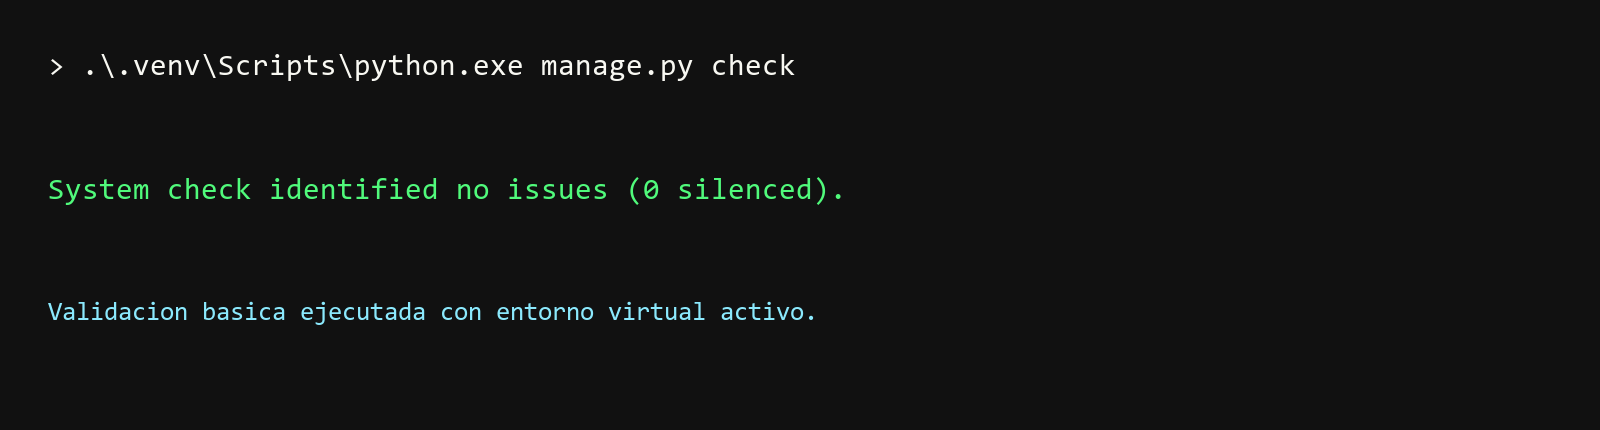 > .\.venv\Scripts\python.exe manage.py check
System check identified no issues (0 silenced).
Validacion basica ejecutada con entorno virtual activo.